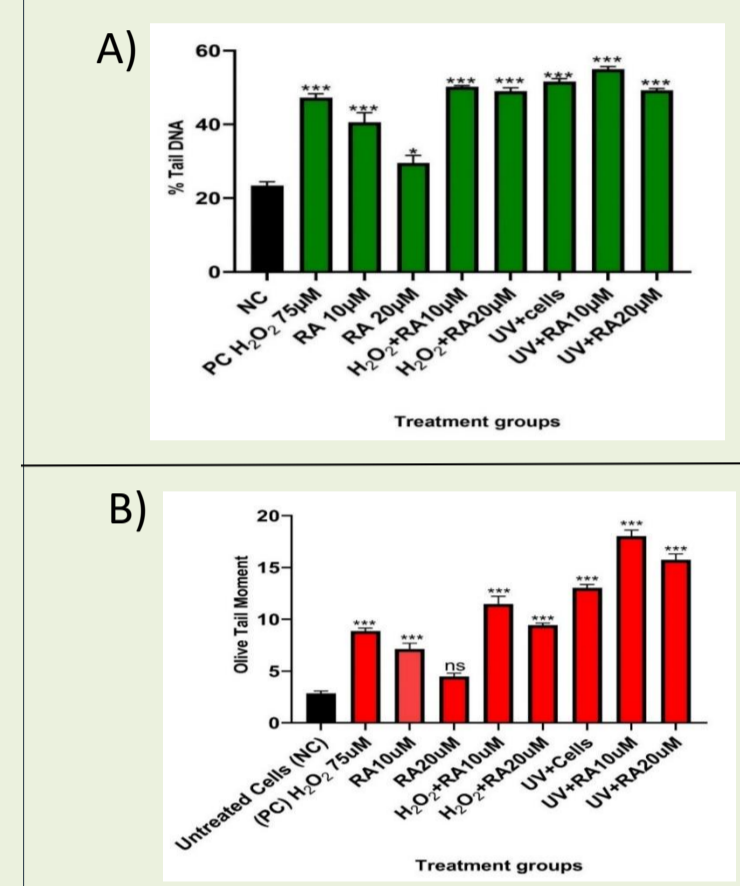 A)
% Tail DNA
60
40
20
0
***
***
*
***
***
***
***
***
NC
PC H₂O₂ 75µM
RA 10µM
RA 20µM
H₂O₂+RA10µM
H₂O₂+RA20µM
UV+cells
UV+RA10µM
UV+RA20µM
Treatment groups
B)
Olive Tail Moment
20
15
10
5
0
***
***
ns
***
***
***
***
***
Untreated Cells (NC)
(PC) H₂O₂ 75uM
RA10uM
RA20uM
H₂O₂+RA10uM
H₂O₂+RA20uM
UV+Cells
UV+RA10uM
UV+RA20uM
Treatment groups